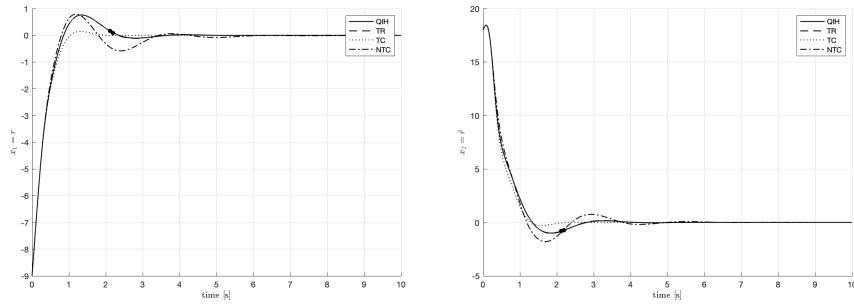 1
0
-1
-2
-3
-4
-5
-6
-7
-8
-9
0 1 2 3 4 5 6 7 8 9 10
x₁ = r
time [s]
QIH
TR
TC
NTC
20
15
10
5
0
-5
0 1 2 3 4 5 6 7 8 9 10
x₂ = ṙ
time [s]
QIH
TR
TC
NTC